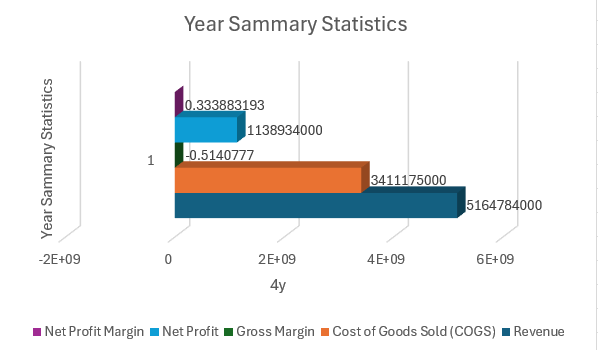 Year Sammary Statistics
Year Sammary Statistics
0.333883193
1138934000
-0.5140777
1
3411175000
5164784000
-2E+09 0 2E+09 4E+09 6E+09
4y
Net Profit Margin Net Profit Gross Margin Cost of Goods Sold (COGS) Revenue